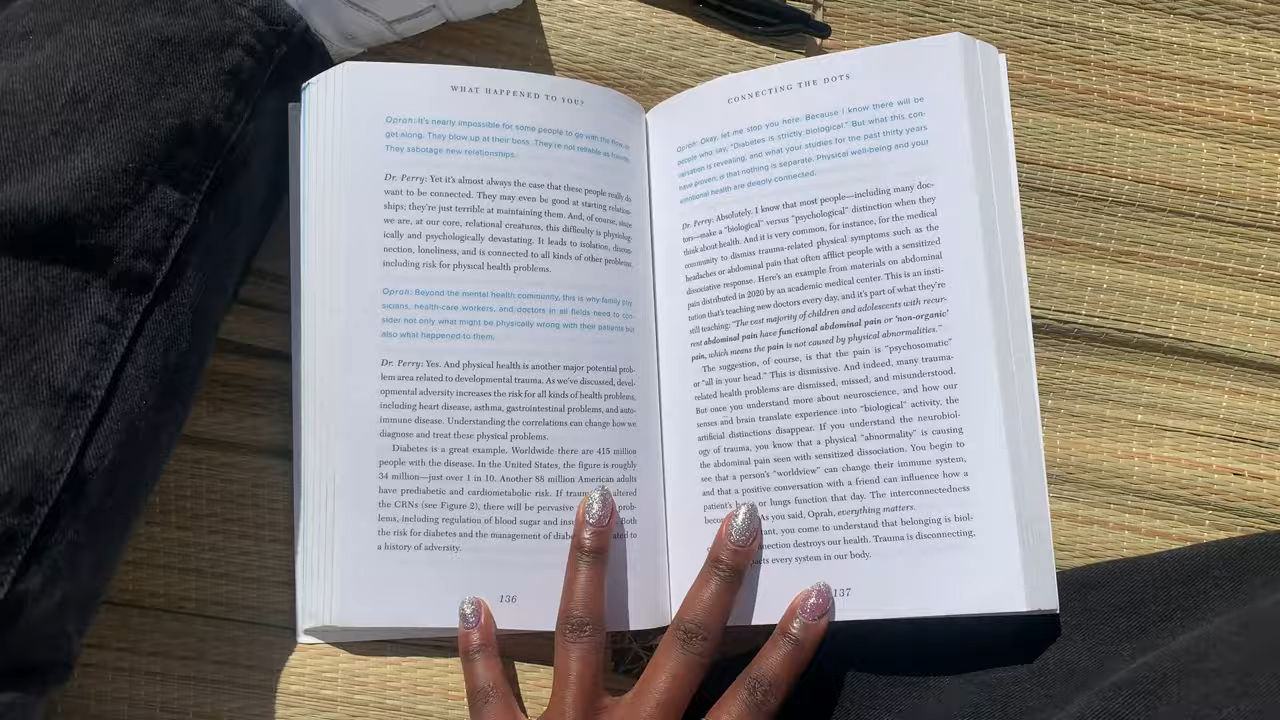 WHAT HAPPENED TO YOU?
Oprah: It's nearly impossible for some people to go with the flow, or
get along. They blow up at their boss. They're not reliable as friends.
They sabotage new relationships.
Dr. Perry: Yet it's almost always the case that these people really do
want to be connected. They may even be good at starting relation-
ships; they're just terrible at maintaining them. And, of course, since
we are, at our core, relational creatures, this difficulty is physiolog-
ically and psychologically devastating. It leads to isolation, discon-
nection, loneliness, and is connected to all kinds of other problems,
including risk for physical health problems.
Oprah: Beyond the mental health community, this is why family phy-
sicians, health-care workers, and doctors in all fields need to con-
sider not only what might be physically wrong with their patients but
also what happened to them.
Dr. Perry: Yes. And physical health is another major potential prob-
lem area related to developmental trauma. As we've discussed, devel-
opmental adversity increases the risk for all kinds of health problems,
including heart disease, asthma, gastrointestinal problems, and auto-
immune disease. Understanding the correlations can change how we
diagnose and treat these physical problems.
Diabetes is a great example. Worldwide there are 415 million
people with the disease. In the United States, the figure is roughly
34 million—just over 1 in 10. Another 88 million American adults
have prediabetic and cardiometabolic risk. If altered
the CRNs (see Figure 2), there will be pervasive prob-
lems, including regulation of blood sugar and Both
the risk for diabetes and the management of to
a history of adversity.
136
CONNECTING THE DOTS
Oprah: Okay, let me stop you here. Because I know there will be
people who say, "Diabetes is strictly biological." But what this con-
versation is revealing, and what your studies for the past thirty years
have proven, is that nothing is separate. Physical well-being and your
emotional health are deeply connected.
Dr. Perry: Absolutely. I know that most people—including many doc-
tors—make a "biological" versus "psychological" distinction when they
think about health. And it is very common, for instance, for the medical
community to dismiss trauma-related physical symptoms such as the
headaches or abdominal pain that often afflict people with a sensitized
dissociative response. Here's an example from materials on abdominal
pain distributed in 2020 by an academic medical center. This is an insti-
tution that's teaching new doctors every day, and it's part of what they're
still teaching: "The vast majority of children and adolescents with recur-
rent abdominal pain have functional abdominal pain or 'non-organic'
pain, which means the pain is not caused by physical abnormalities."
The suggestion, of course, is that the pain is "psychosomatic"
or "all in your head." This is dismissive. And indeed, many trauma-
related health problems are dismissed, missed, and misunderstood.
But once you understand more about neuroscience, and how our
senses and brain translate experience into "biological" activity, the
artificial distinctions disappear. If you understand the neurobiol-
ogy of trauma, you know that a physical "abnormality" is causing
the abdominal pain seen with sensitized dissociation. You begin to
see that a person's "worldview" can change their immune system,
and that a positive conversation with a friend can influence how a
patient's or lungs function that day. The interconnectedness
As you said, Oprah, everything matters.
you come to understand that belonging is biol-
destroys our health. Trauma is disconnecting,
every system in our body.
137